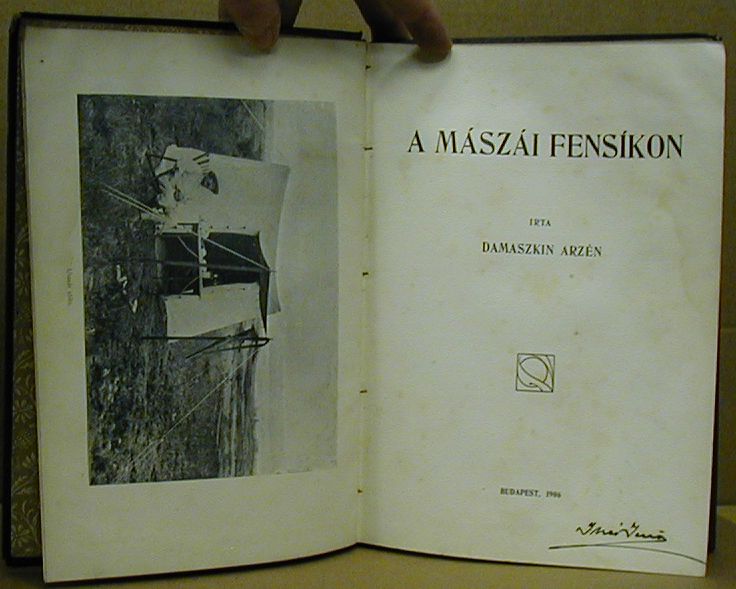 A MÁSZÁI FENSÍKON
IRTA
DAMASZKIN ARZÉN
BUDAPEST, 1906